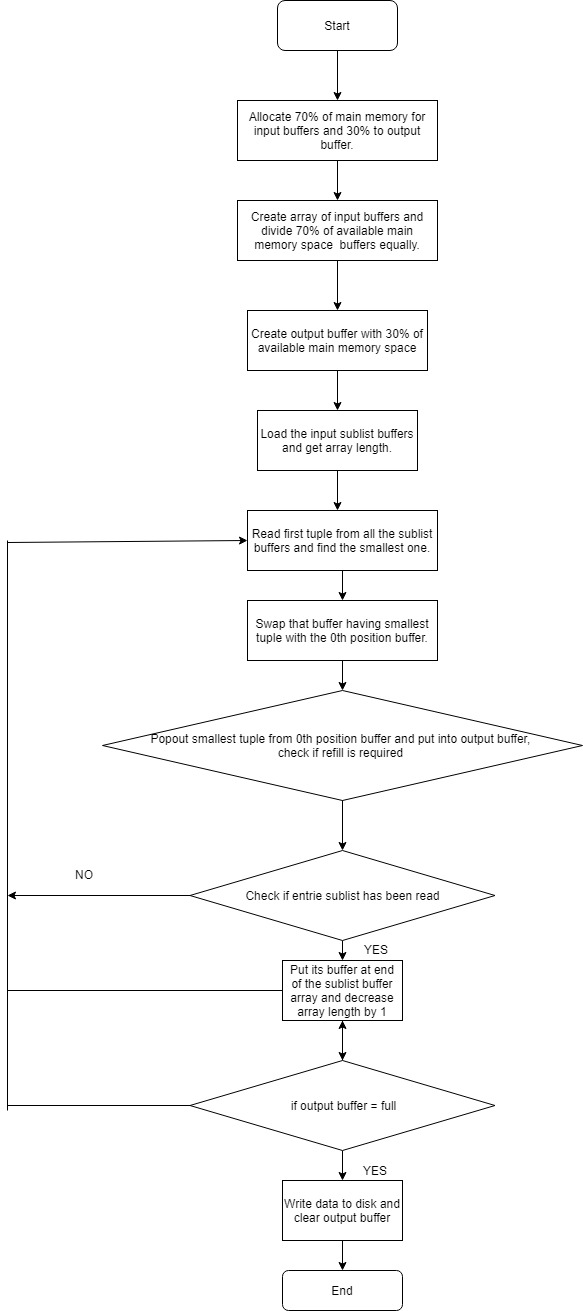 Start
Allocate 70% of main memory for
input buffers and 30% to output
buffer.
Create array of input buffers and
divide 70% of available main
memory space  buffers equally.
Create output buffer with 30% of
available main memory space
Load the input sublist buffers
and get array length.
Read first tuple from all the sublist
buffers and find the smallest one.
Swap that buffer having smallest
tuple with the 0th position buffer.
Popout smallest tuple from 0th position buffer and put into output buffer,
check if refill is required
NO
Check if entrie sublist has been read
YES
Put its buffer at end
of the sublist buffer
array and decrease
array length by 1
if output buffer = full
YES
Write data to disk and
clear output buffer
End